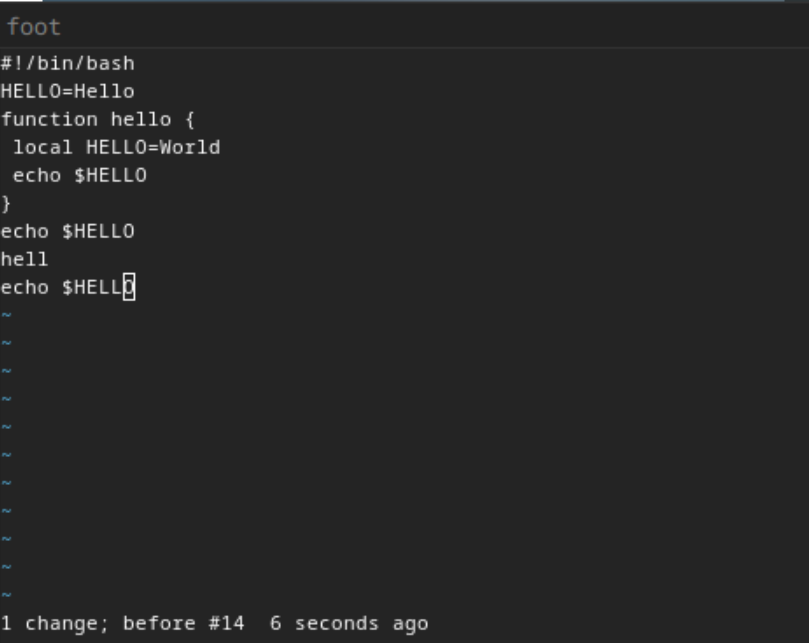 foot
#!/bin/bash
HELLO=Hello
function hello {
 local HELLO=World
 echo $HELLO
}
echo $HELLO
hell
echo $HELLO
~
~
~
~
~
~
~
~
~
~
~
1 change; before #14  6 seconds ago